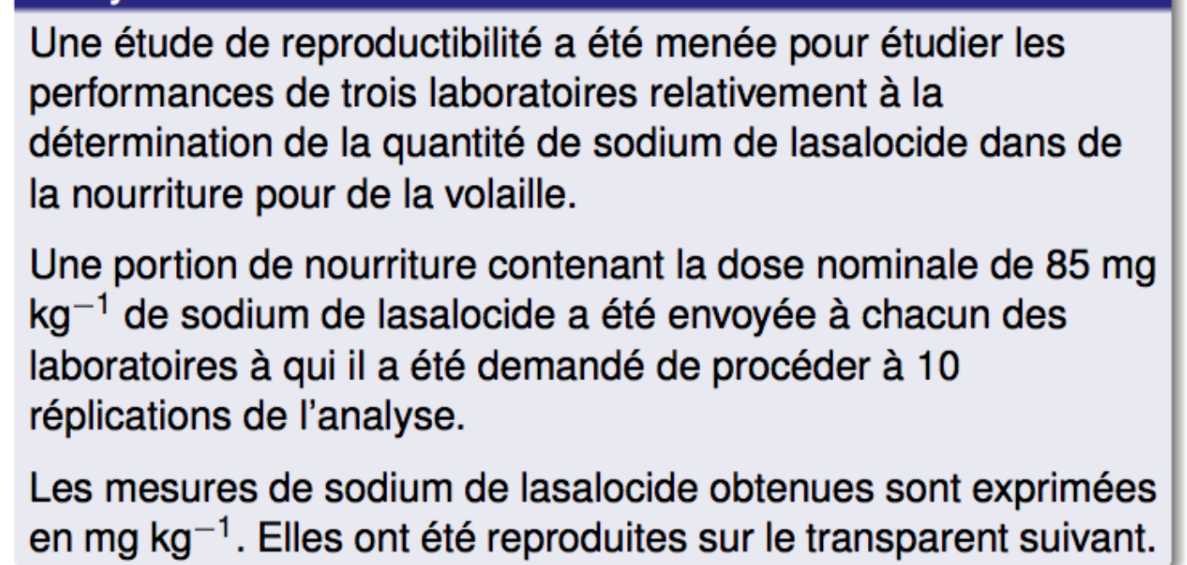 Une étude de reproductibilité a été menée pour étudier les
performances de trois laboratoires relativement à la
détermination de la quantité de sodium de lasalocide dans de
la nourriture pour de la volaille.
Une portion de nourriture contenant la dose nominale de 85 mg
kg⁻¹ de sodium de lasalocide a été envoyée à chacun des
laboratoires à qui il a été demandé de procéder à 10
réplications de l'analyse.
Les mesures de sodium de lasalocide obtenues sont exprimées
en mg kg⁻¹. Elles ont été reproduites sur le transparent suivant.